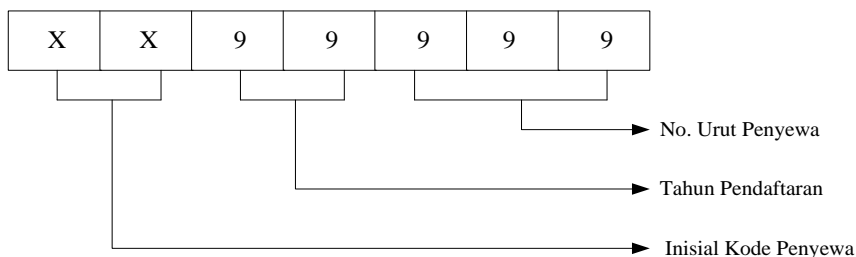 X X 9 9 9 9 9
No. Urut Penyewa
Tahun Pendaftaran
Inisial Kode Penyewa